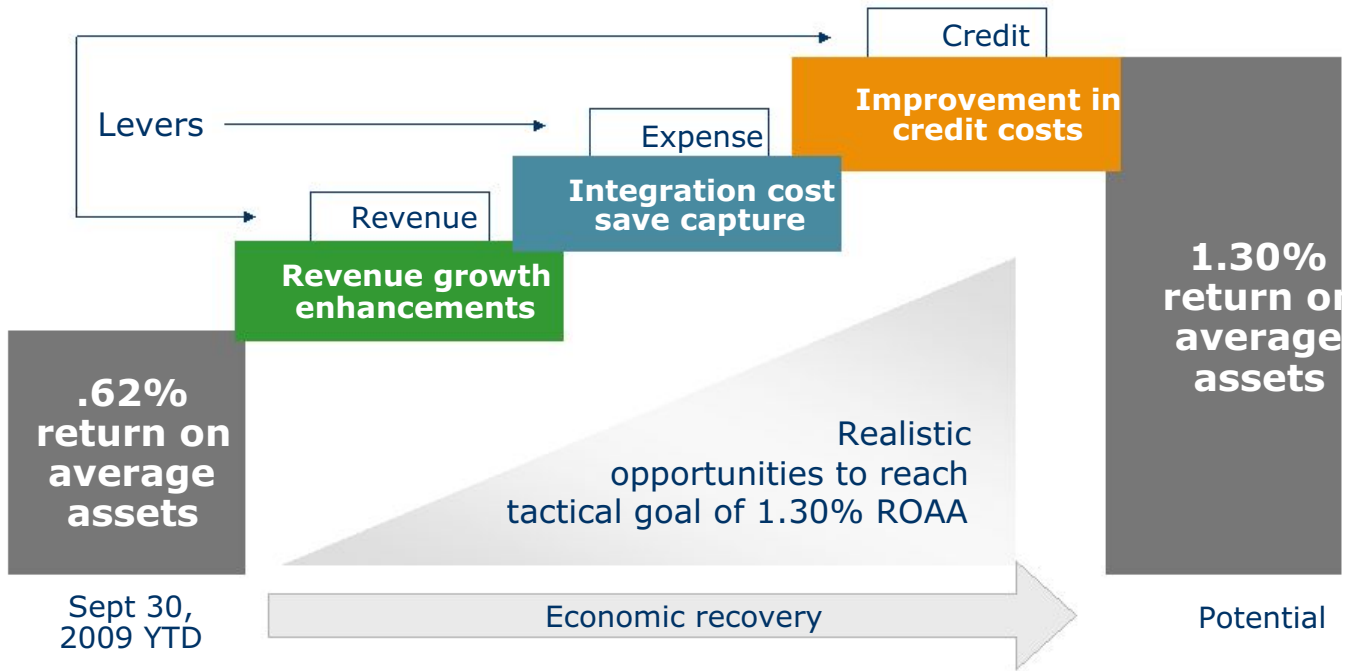 Credit
Improvement in
credit costs
Levers
Expense
Integration cost
save capture
Revenue
Revenue growth
enhancements
1.30%
return on
average
assets
.62%
return on
average
assets
Realistic
opportunities to reach
tactical goal of 1.30% ROAA
Sept 30,
2009 YTD
Economic recovery
Potential